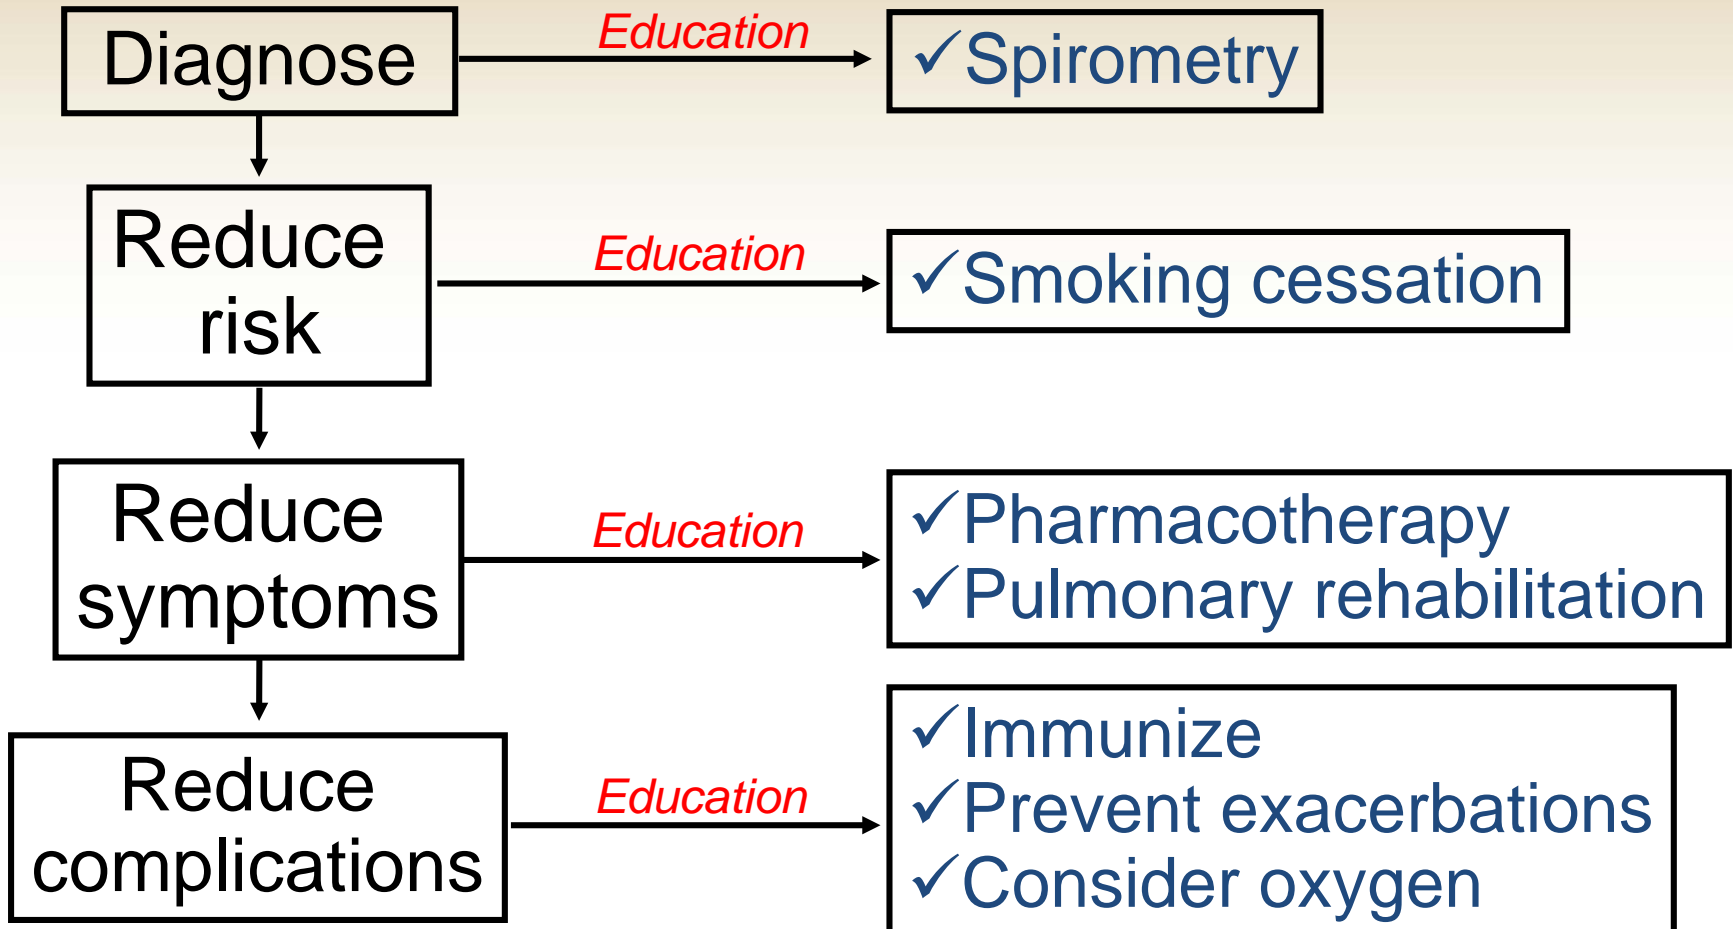 Diagnose
Education
✓Spirometry
Reduce
risk
Education
✓Smoking cessation
Reduce
symptoms
Education
✓Pharmacotherapy
✓Pulmonary rehabilitation
Reduce
complications
Education
✓Immunize
✓Prevent exacerbations
✓Consider oxygen